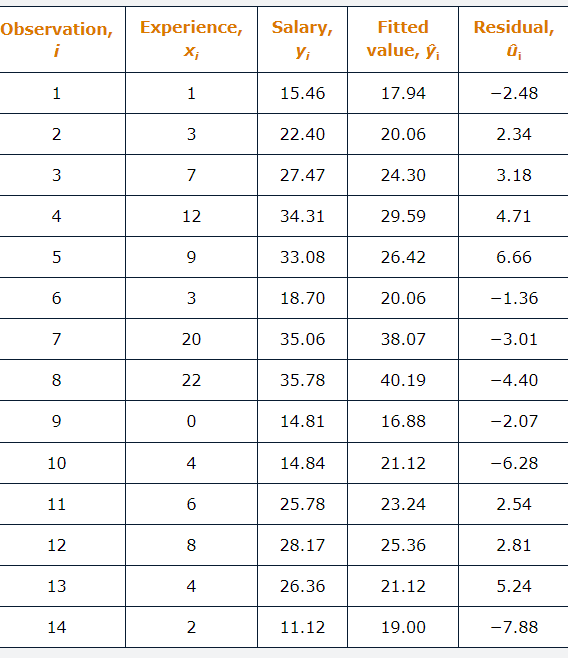 Observation, Experience, Salary, Fitted Residual,
i xᵢ yᵢ value, ŷᵢ ûᵢ
1 1 15.46 17.94 −2.48
2 3 22.40 20.06 2.34
3 7 27.47 24.30 3.18
4 12 34.31 29.59 4.71
5 9 33.08 26.42 6.66
6 3 18.70 20.06 −1.36
7 20 35.06 38.07 −3.01
8 22 35.78 40.19 −4.40
9 0 14.81 16.88 −2.07
10 4 14.84 21.12 −6.28
11 6 25.78 23.24 2.54
12 8 28.17 25.36 2.81
13 4 26.36 21.12 5.24
14 2 11.12 19.00 −7.88